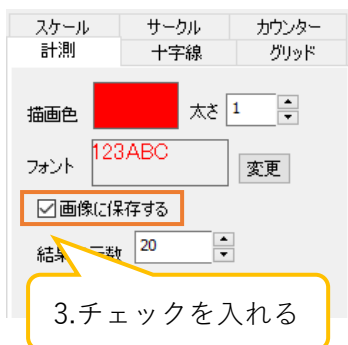 スケール サークル カウンター
計測 十字線 グリッド
描画色 太さ 1
フォント 123ABC 変更
画像に保存する
結果 示数 20
3.チェックを入れる